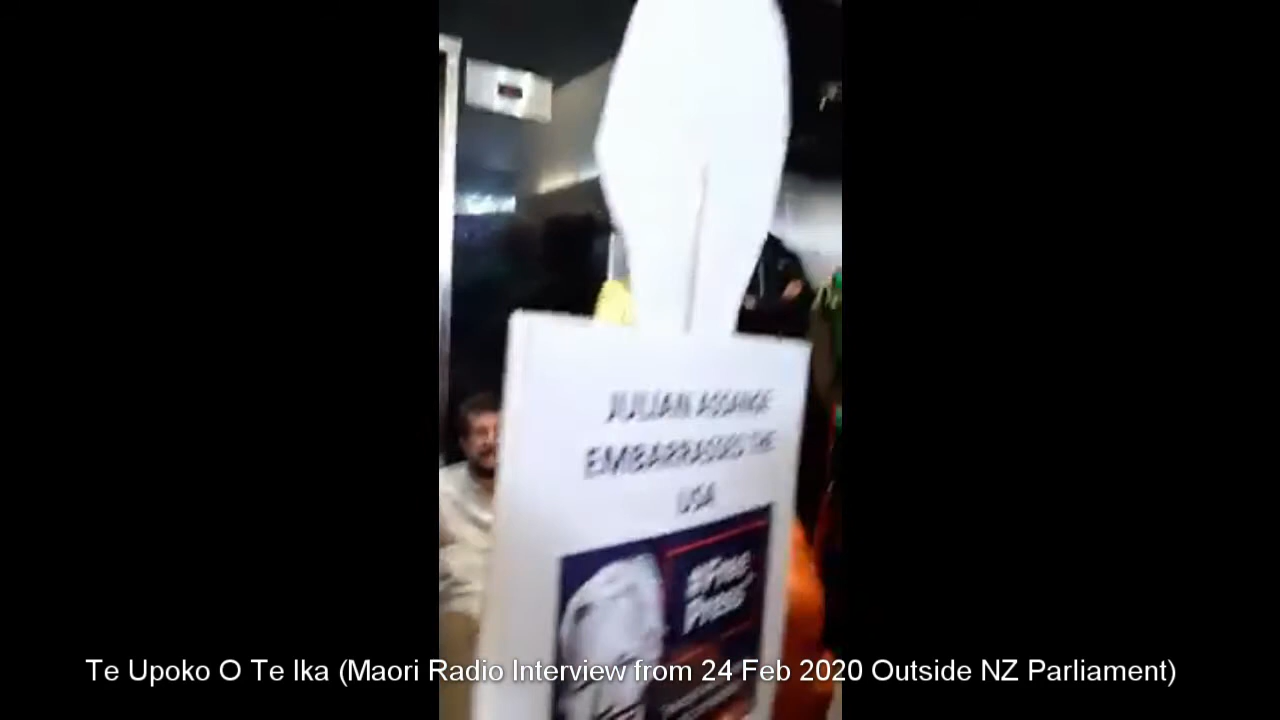 JULIAN ASSANGE
EMBARRASSES THE
USA
#Free
Press
Te Upoko O Te Ika (Maori Radio Interview from 24 Feb 2020 Outside NZ Parliament)